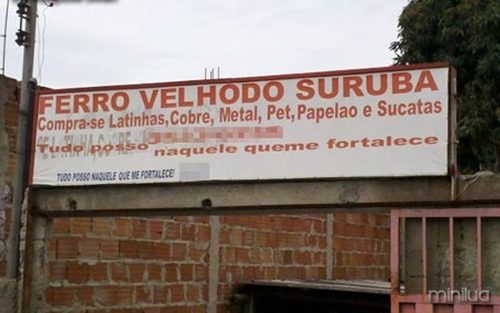 FERRO VELHODO SURUBA
Compra-se Latinhas, Cobre, Metal, Pet, Papelao e Sucatas
Tudo posso naquele queme fortalece
TUDO POSSO NAQUELE QUE ME FORTALECE!
minilua